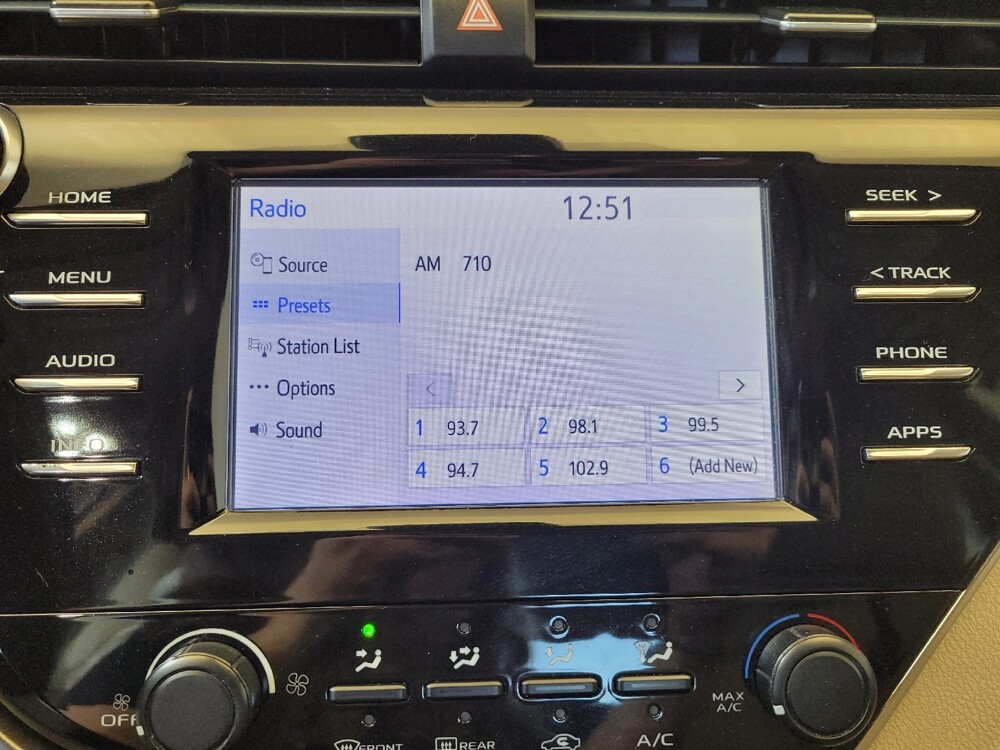 Radio 12:51
Source
Presets
Station List
Options
Sound
AM 710
<
>
1 93.7
2 98.1
3 99.5
4 94.7
5 102.9
6 (Add New)
HOME
MENU
AUDIO
INFO
SEEK >
< TRACK
PHONE
APPS
OFF
MAX
A/C
FRONT
REAR
A/C